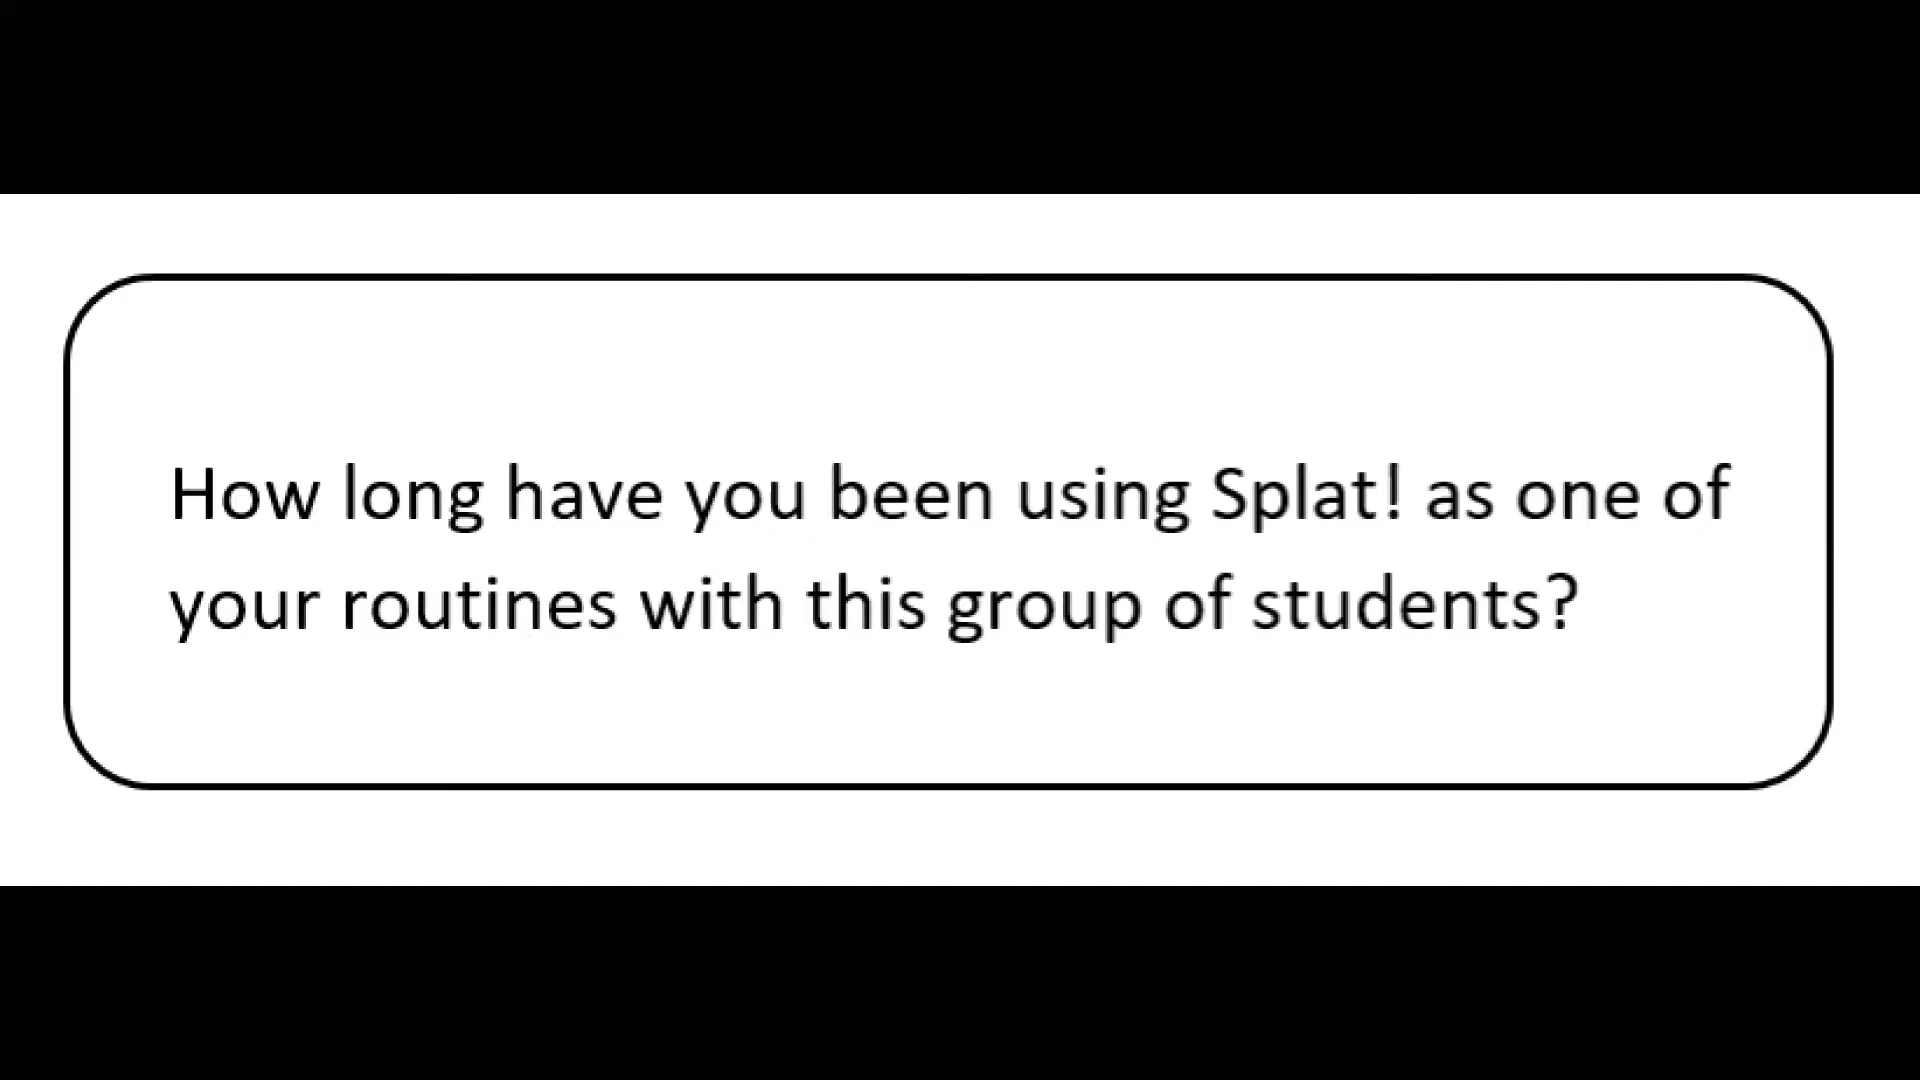 How long have you been using Splat! as one of
your routines with this group of students?